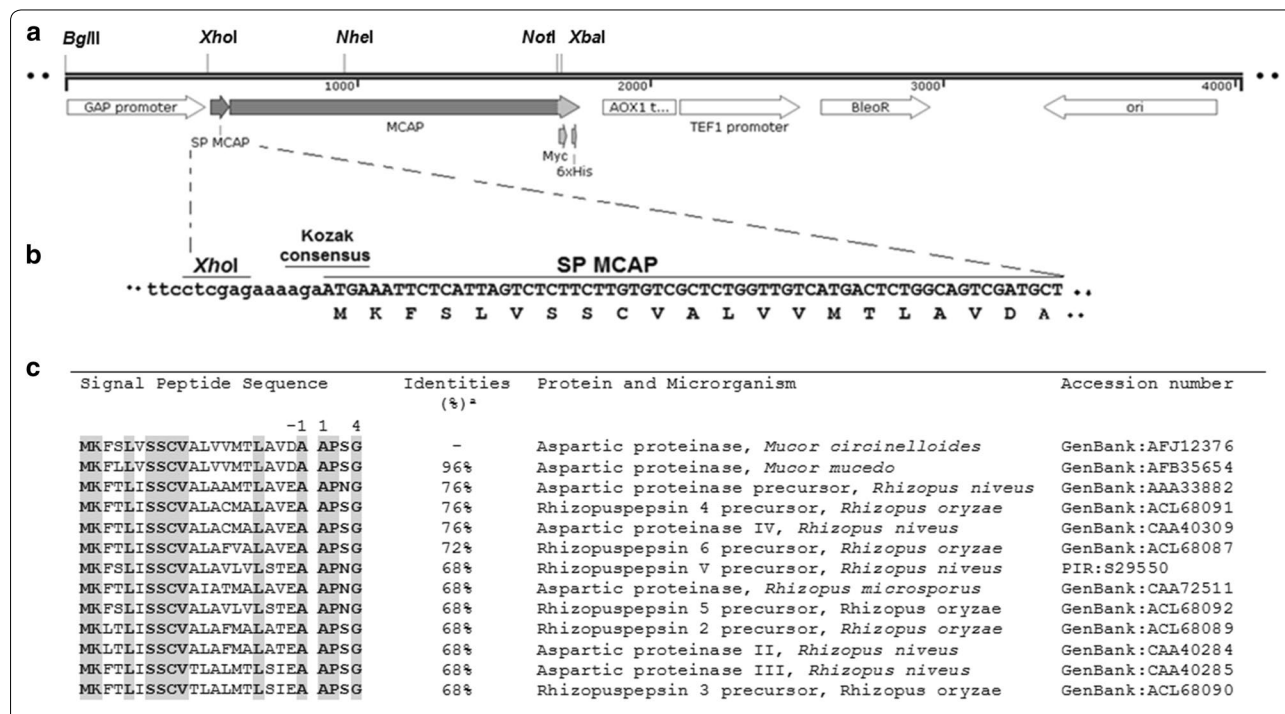 a
BglII XhoI NheI NotI XbaI
1000 2000 3000 4000
GAP promoter SP MCAP MCAP Myc 6xHis AOX1 t... TEF1 promoter BleoR ori
b
XhoI Kozak consensus SP MCAP
ttcctcgagaaaagaATGAAATTCTCATTAGTCTCTTCTTGTGTCGCTCTGGTTGTCATGACTCTGGCAGTCGATGCT
M K F S L V S S C V A L V V M T L A V D A
c
Signal Peptide Sequence Identities (%)ª Protein and Microrganism Accession number
-1 1 4
MKFSLVSSCVALVVMTLAVDA APSG - Aspartic proteinase, Mucor circinelloides GenBank:AFJ12376
MKFLLVSSCVALVVMTLAVDA APSG 96% Aspartic proteinase, Mucor mucedo GenBank:AFB35654
MKFTLISSCVALAAMTLAVEA APNG 76% Aspartic proteinase precursor, Rhizopus niveus GenBank:AAA33882
MKFTLISSCVALACMALAVEA APSG 76% Rhizopuspepsin 4 precursor, Rhizopus oryzae GenBank:ACL68091
MKFTLISSCVALACMALAVEA APSG 76% Aspartic proteinase IV, Rhizopus niveus GenBank:CAA40309
MKFTLISSCVALAFVALAVEA APSG 72% Rhizopuspepsin 6 precursor, Rhizopus oryzae GenBank:ACL68087
MKFSLVSSCVALAVLVLSTEA APNG 68% Rhizopuspepsin V precursor, Rhizopus niveus PIR:S29550
MKFTLISSCVAIATMALAVEA APNG 68% Aspartic proteinase, Rhizopus microsporus GenBank:CAA72511
MKFSLISSCVALAVLVLSTEA APNG 68% Rhizopuspepsin 5 precursor, Rhizopus oryzae GenBank:ACL68092
MKLTLISSCVALAFMALATEA APSG 68% Rhizopuspepsin 2 precursor, Rhizopus oryzae GenBank:ACL68089
MKLTLISSCVALAFMALATEA APSG 68% Aspartic proteinase II, Rhizopus niveus GenBank:CAA40284
MKFTLISSCVTLALMTLSIEA APSG 68% Aspartic proteinase III, Rhizopus niveus GenBank:CAA40285
MKFTLISSCVTLALMTLSIEA APSG 68% Rhizopuspepsin 3 precursor, Rhizopus oryzae GenBank:ACL68090